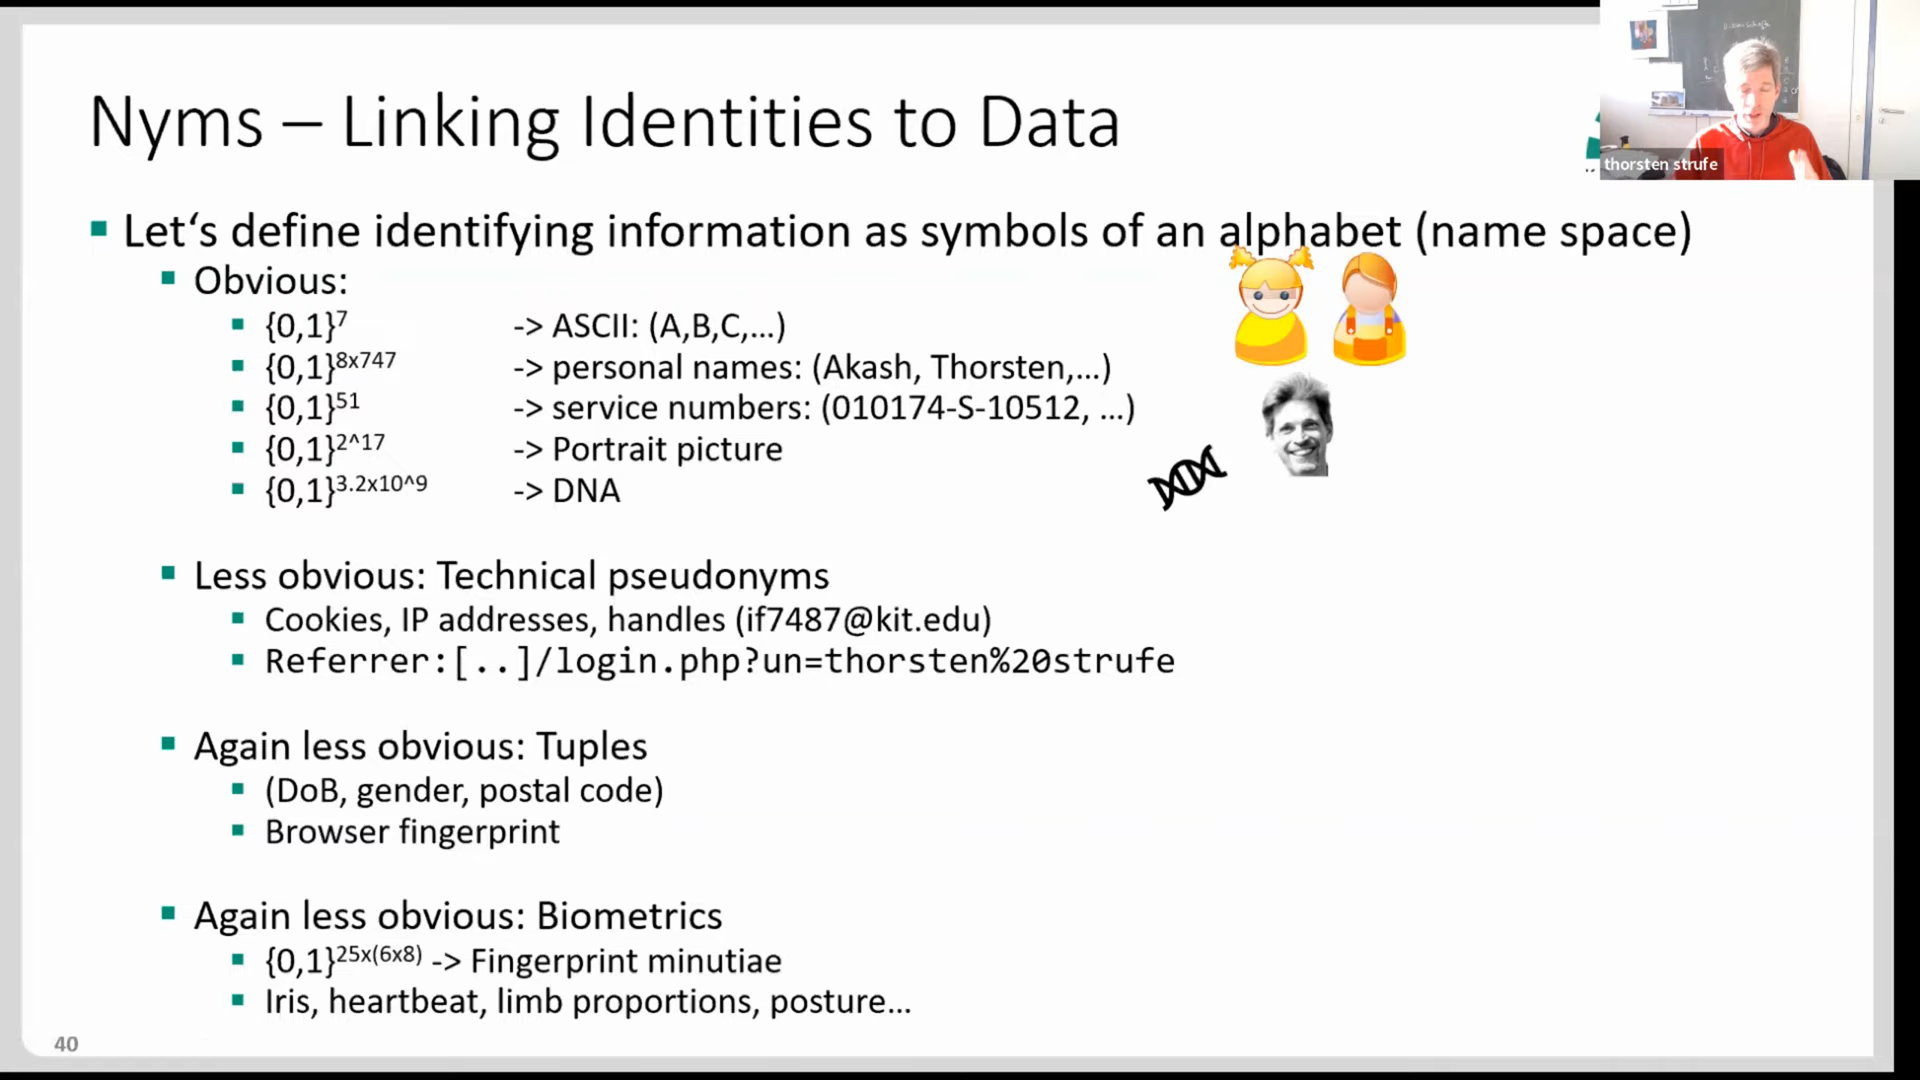 Nyms – Linking Identities to Data
thorsten strufe
▪ Let‘s define identifying information as symbols of an alphabet (name space)
▪ Obvious:
▪ {0,1}^7 -> ASCII: (A,B,C,...)
▪ {0,1}^8x747 -> personal names: (Akash, Thorsten,...)
▪ {0,1}^51 -> service numbers: (010174-S-10512, ...)
▪ {0,1}^2^17 -> Portrait picture
▪ {0,1}^3.2x10^9 -> DNA
▪ Less obvious: Technical pseudonyms
▪ Cookies, IP addresses, handles (if7487@kit.edu)
▪ Referrer:[..]/login.php?un=thorsten%20strufe
▪ Again less obvious: Tuples
▪ (DoB, gender, postal code)
▪ Browser fingerprint
▪ Again less obvious: Biometrics
▪ {0,1}^25x(6x8) -> Fingerprint minutiae
▪ Iris, heartbeat, limb proportions, posture...
40